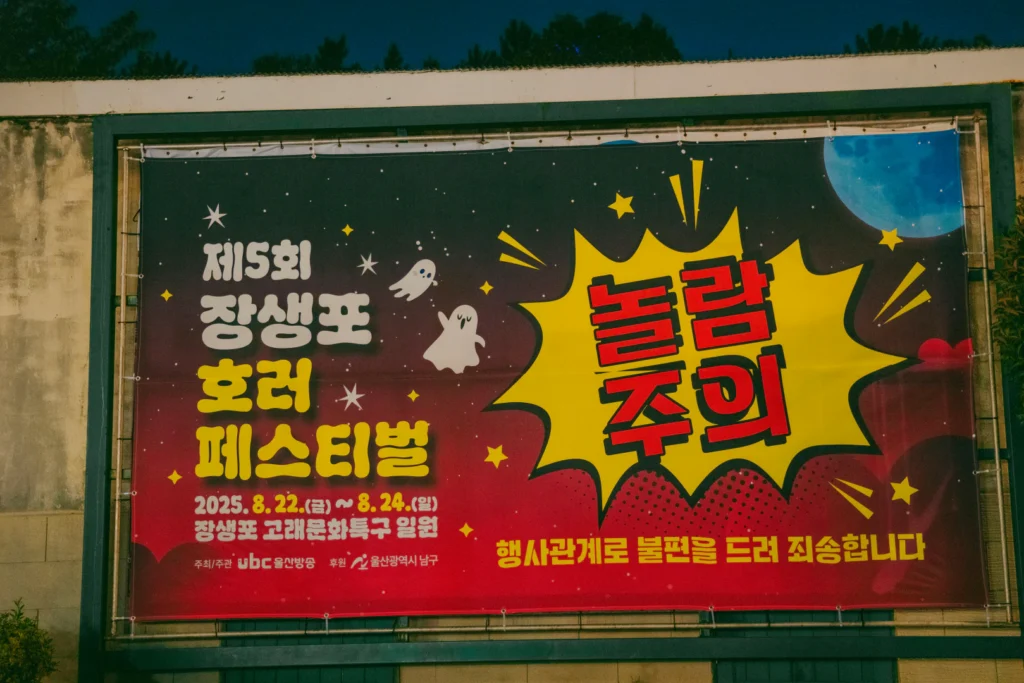 제5회
장생포
호러
페스티벌
2025. 8. 22.(금) ~ 8. 24.(일)
장생포 고래문화특구 일원
주최/주관 ubc 울산방송 후원 울산광역시 남구
놀람
주의
행사관계로 불편을 드려 죄송합니다